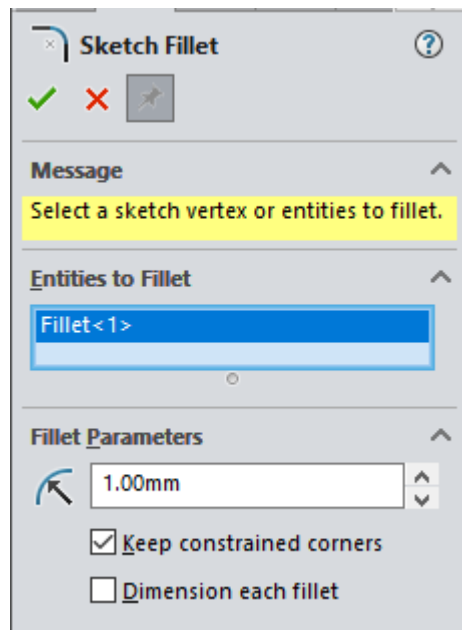 Sketch Fillet
Message
Select a sketch vertex or entities to fillet.
Entities to Fillet
Fillet<1>
Fillet Parameters
1.00mm
Keep constrained corners
Dimension each fillet